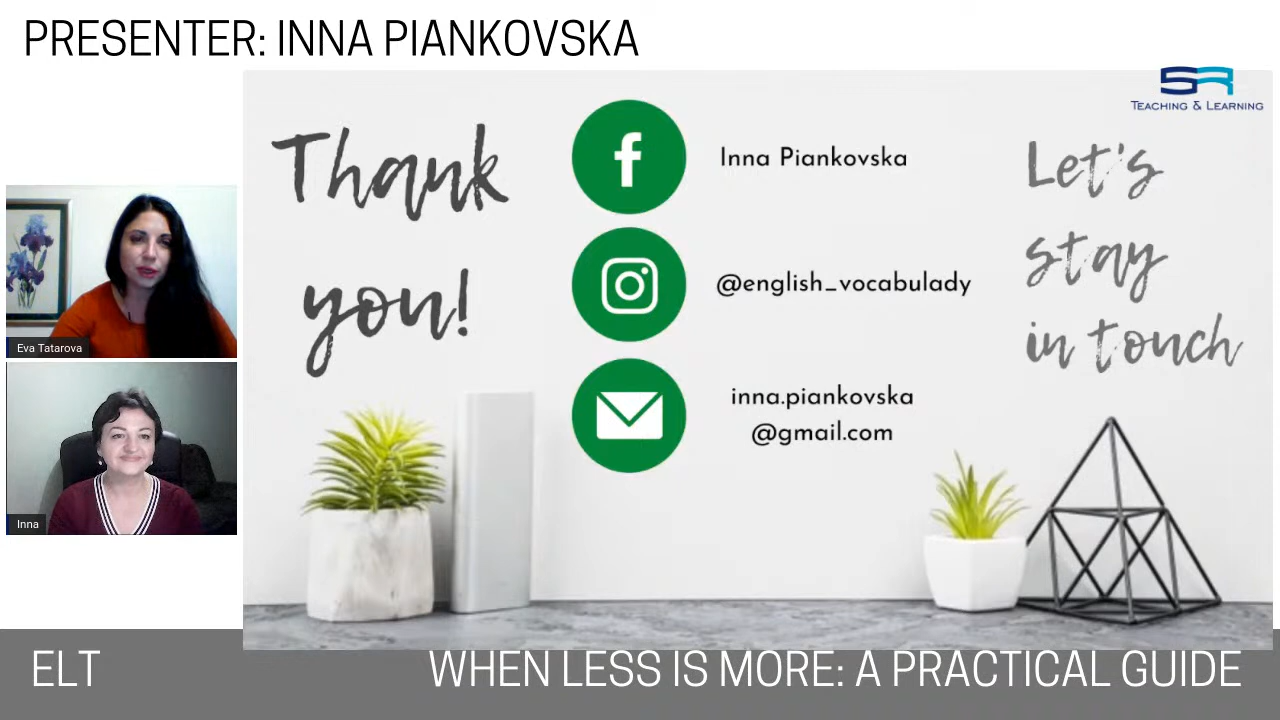 PRESENTER: INNA PIANKOVSKA
SR
TEACHING & LEARNING
Thank
you!
Inna Piankovska
@english_vocabulady
inna.piankovska
@gmail.com
Let's
stay
in touch
Eva Tatarova
Inna
ELT
WHEN LESS IS MORE: A PRACTICAL GUIDE